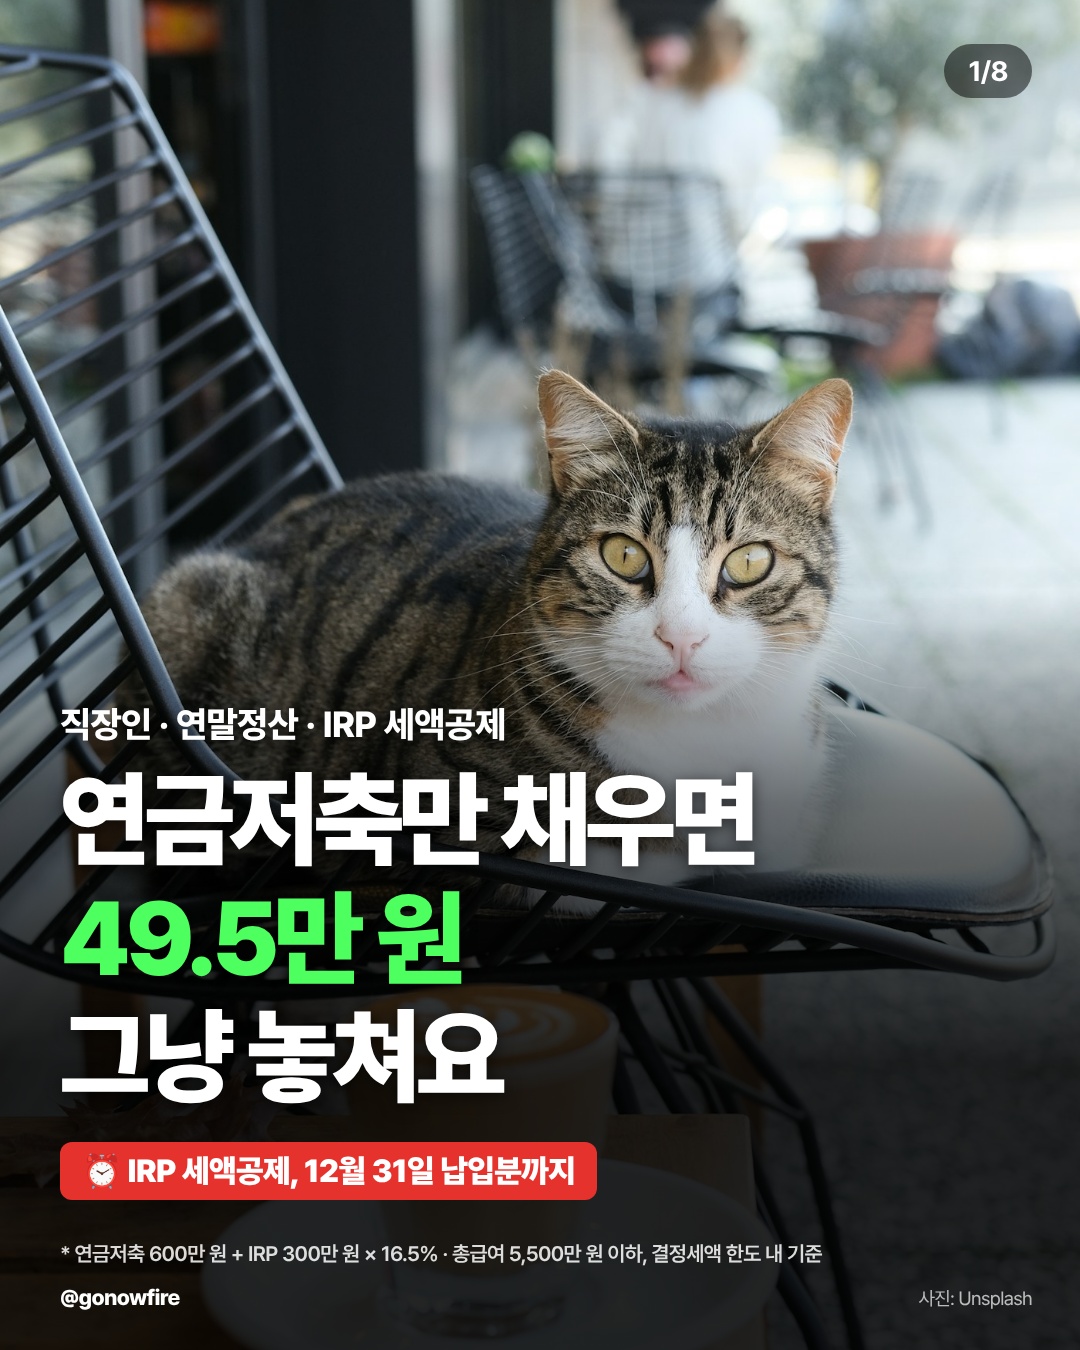 1/8
직장인 · 연말정산 · IRP 세액공제
연금저축만 채우면
49.5만 원
그냥 놓쳐요
⏰ IRP 세액공제, 12월 31일 납입분까지
* 연금저축 600만 원 + IRP 300만 원 × 16.5% · 총급여 5,500만 원 이하, 결정세액 한도 내 기준
@gonowfire
사진: Unsplash